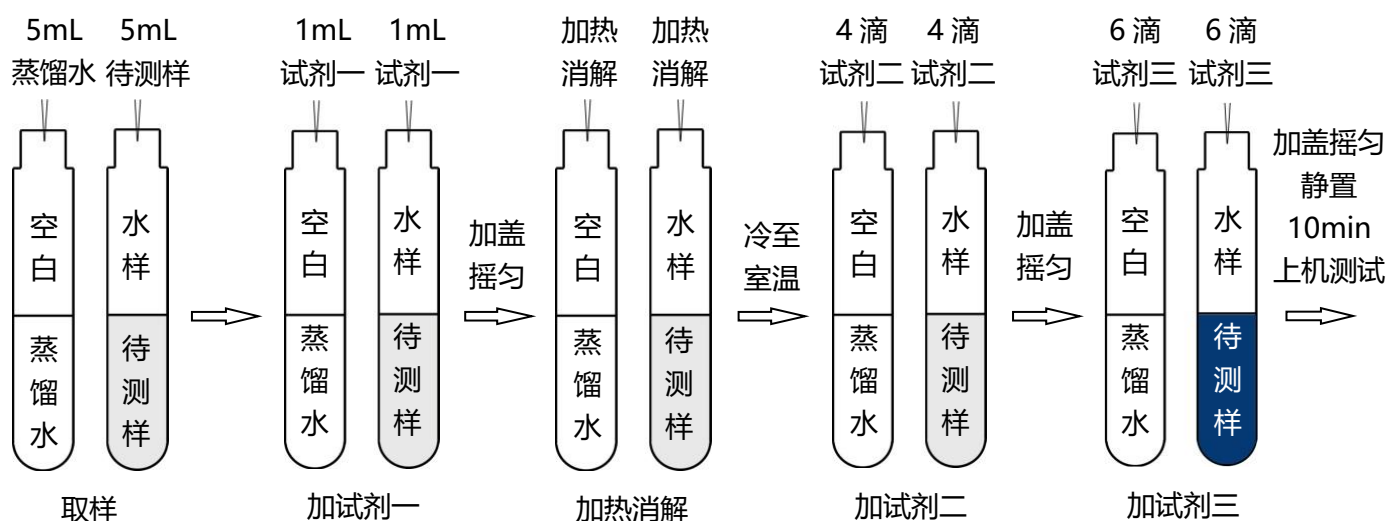 5mL 5mL 1mL 1mL 加热 加热 4 滴 4 滴 6 滴 6 滴
蒸馏水 待测样 试剂一 试剂一 消解 消解 试剂二 试剂二 试剂三 试剂三
空白 水样 空白 水样 空白 水样 空白 水样 空白 水样
加盖
摇匀
冷至
室温
加盖
摇匀
加盖摇匀
静置
10min
上机测试
蒸馏水 待测样 蒸馏水 待测样 蒸馏水 待测样 蒸馏水 待测样 蒸馏水 待测样
取样 加试剂一 加热消解 加试剂二 加试剂三